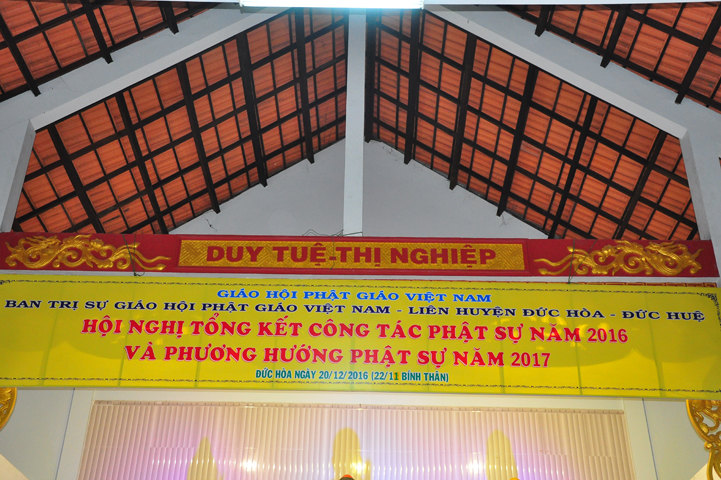 DUY TUỆ-THỊ NGHIỆP
GIÁO HỘI PHẬT GIÁO VIỆT NAM
BAN TRỊ SỰ GIÁO HỘI PHẬT GIÁO VIỆT NAM - LIÊN HUYỆN ĐỨC HÒA - ĐỨC HUỆ
HỘI NGHỊ TỔNG KẾT CÔNG TÁC PHẬT SỰ NĂM 2016
VÀ PHƯƠNG HƯỚNG PHẬT SỰ NĂM 2017
ĐỨC HÒA NGÀY 20/12/2016 (22/11 BÍNH THÂN)